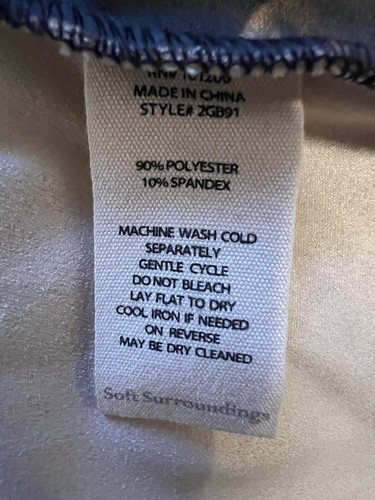 MADE IN CHINA
STYLE# 2GB91
90% POLYESTER
10% SPANDEX
MACHINE WASH COLD
SEPARATELY
GENTLE CYCLE
DO NOT BLEACH
LAY FLAT TO DRY
COOL IRON IF NEEDED
ON REVERSE
MAY BE DRY CLEANED
Soft Surroundings